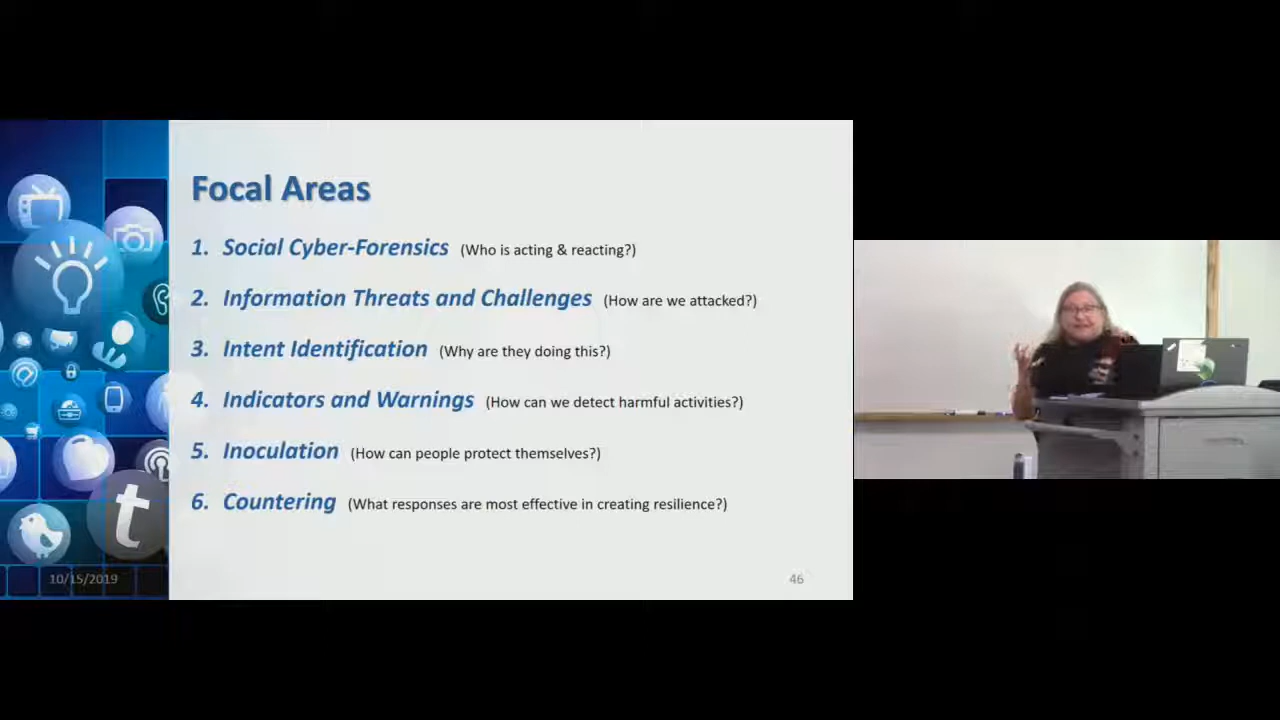 Focal Areas
1. Social Cyber-Forensics (Who is acting & reacting?)
2. Information Threats and Challenges (How are we attacked?)
3. Intent Identification (Why are they doing this?)
4. Indicators and Warnings (How can we detect harmful activities?)
5. Inoculation (How can people protect themselves?)
6. Countering (What responses are most effective in creating resilience?)
t
10/15/2019
46